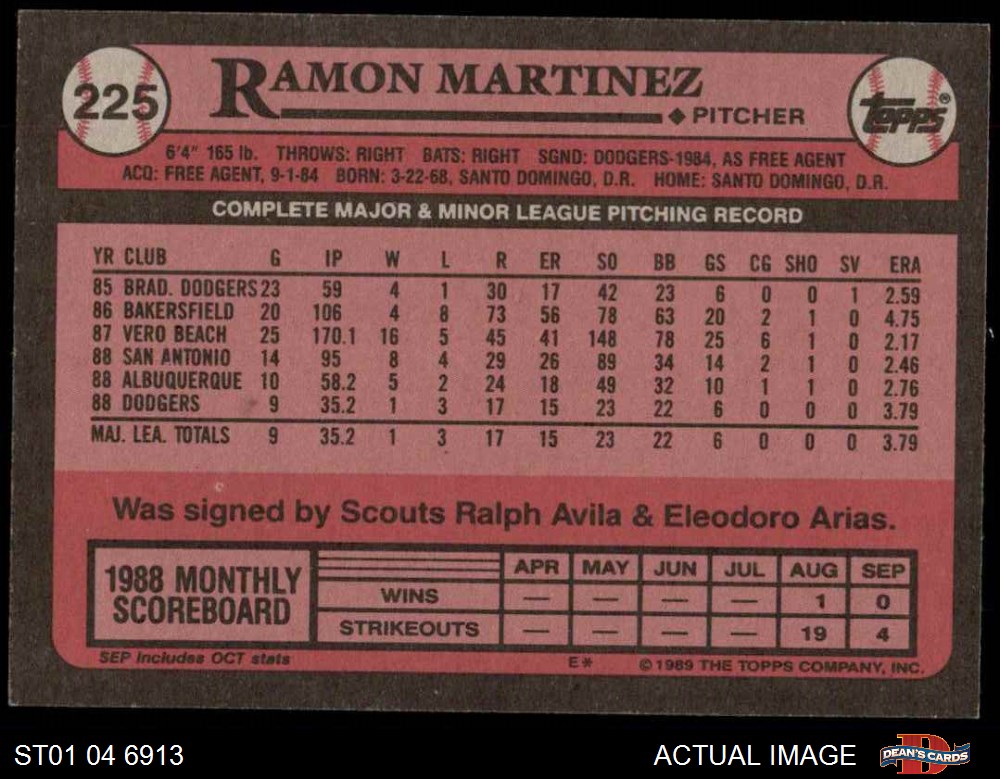 225
RAMON MARTINEZ
◆ PITCHER
topps®
6'4" 165 lb. THROWS: RIGHT BATS: RIGHT SGND: DODGERS-1984, AS FREE AGENT
ACQ: FREE AGENT, 9-1-84 BORN: 3-22-68, SANTO DOMINGO, D.R. HOME: SANTO DOMINGO, D.R.
COMPLETE MAJOR & MINOR LEAGUE PITCHING RECORD
YR CLUB G IP W L R ER SO BB GS CG SHO SV ERA
85 BRAD. DODGERS 23 59 4 1 30 17 42 23 6 0 0 1 2.59
86 BAKERSFIELD 20 106 4 8 73 56 78 63 20 2 1 0 4.75
87 VERO BEACH 25 170.1 16 5 45 41 148 78 25 6 1 0 2.17
88 SAN ANTONIO 14 95 8 4 29 26 89 34 14 2 1 0 2.46
88 ALBUQUERQUE 10 58.2 5 2 24 18 49 32 10 1 1 0 2.76
88 DODGERS 9 35.2 1 3 17 15 23 22 6 0 0 0 3.79
MAJ. LEA. TOTALS 9 35.2 1 3 17 15 23 22 6 0 0 0 3.79
Was signed by Scouts Ralph Avila & Eleodoro Arias.
1988 MONTHLY
SCOREBOARD
APR MAY JUN JUL AUG SEP
WINS — — — — 1 0
STRIKEOUTS — — — — 19 4
SEP includes OCT stats
E*
©1989 THE TOPPS COMPANY, INC.
ST01 04 6913
ACTUAL IMAGE
D
DEAN'S CARDS